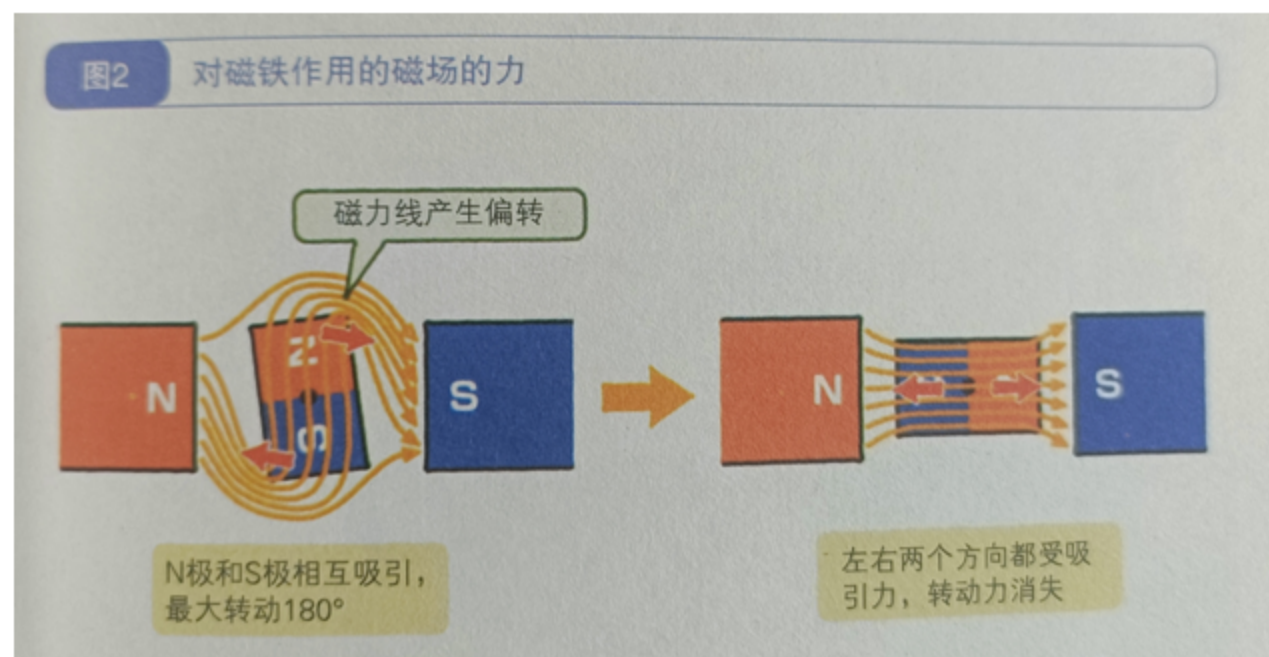 图2
对磁铁作用的磁场的力
磁力线产生偏转
N
N
S
S
N
S
N极和S极相互吸引，
最大转动180°
左右两个方向都受吸
引力，转动力消失